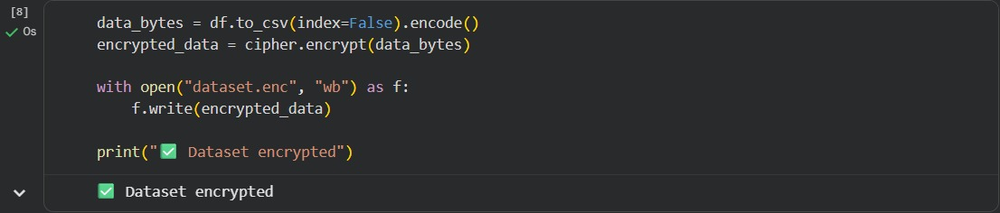 [8]
0s
data_bytes = df.to_csv(index=False).encode()
encrypted_data = cipher.encrypt(data_bytes)
with open("dataset.enc", "wb") as f:
    f.write(encrypted_data)
print("✅ Dataset encrypted")
✅ Dataset encrypted